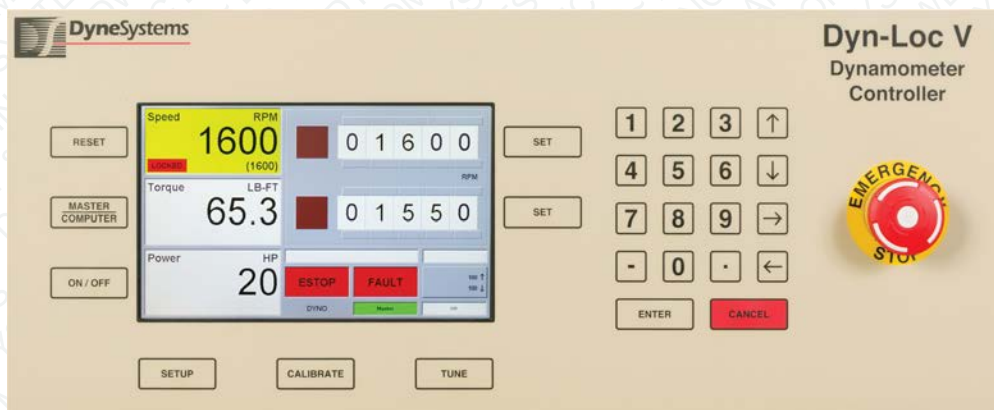 DyneSystems
Dyn-Loc V
Dynamometer
Controller
RESET
MASTER
COMPUTER
ON / OFF
Speed RPM
1600
LOCKED (1600)
Torque LB-FT
65.3
Power HP
20
0 1 6 0 0
RPM
0 1 5 5 0
ESTOP FAULT
100 ↑
100 ↓
DYNO Master
SET
SET
1 2 3 ↑
4 5 6 ↓
7 8 9 →
- 0 . ←
ENTER CANCEL
EMERGENCY
STOP
SETUP CALIBRATE TUNE